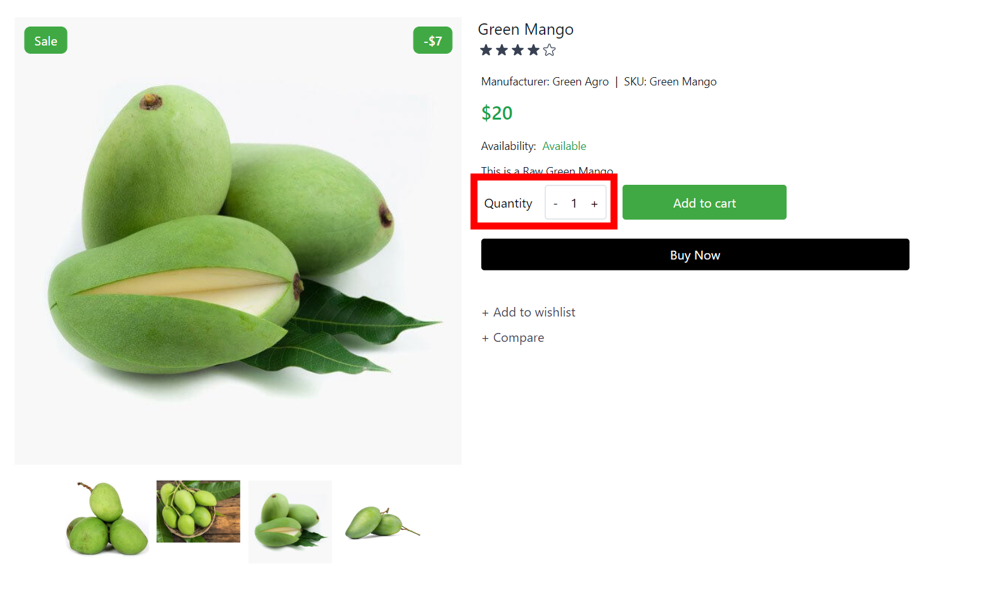 Sale
-$7
Green Mango
Manufacturer: Green Agro | SKU: Green Mango
$20
Availability: Available
This is a Raw Green Mango
Quantity - 1 + Add to cart
Buy Now
+ Add to wishlist
+ Compare